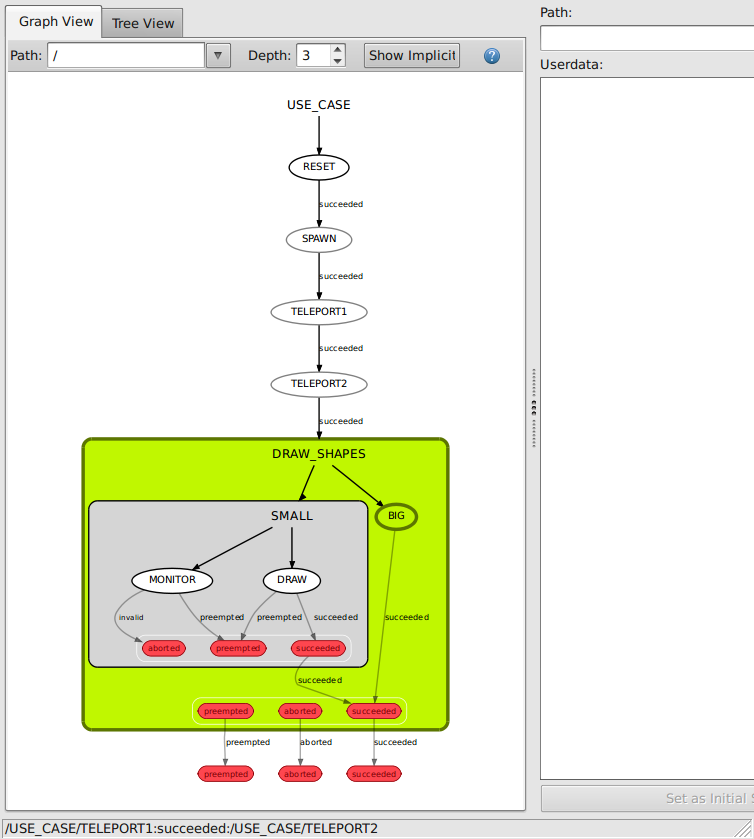 Graph View
Tree View
Path:
/
Depth:
3
Show Implicit
?
Path:
Userdata:
USE_CASE
RESET
succeeded
SPAWN
succeeded
TELEPORT1
succeeded
TELEPORT2
succeeded
DRAW_SHAPES
SMALL
BIG
MONITOR
DRAW
invalid
preempted
preempted
succeeded
succeeded
aborted
preempted
succeeded
succeeded
preempted
aborted
succeeded
preempted
aborted
succeeded
preempted
aborted
succeeded
Set as Initial S
/USE_CASE/TELEPORT1:succeeded:/USE_CASE/TELEPORT2